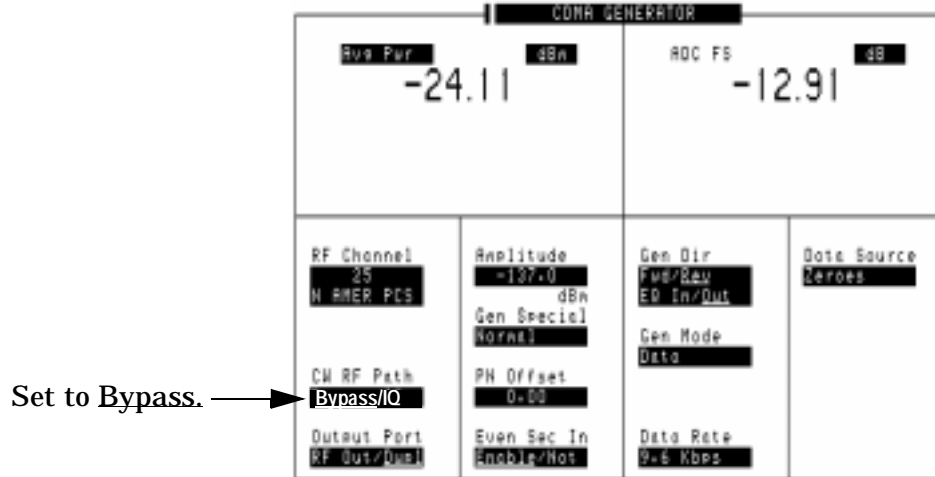 CDMA GENERATOR
Avg Pwr dBm
-24.11
ADC FS dB
-12.91
RF Channel
25
N AMER PCS
CW RF Path
Bypass/IQ
Output Port
RF Out/Dupl
Amplitude
-137.0
dBm
Gen Special
Normal
PN Offset
0.00
Even Sec In
Enable/Not
Gen Dir
Fwd/Rev
EQ In/Out
Gen Mode
Data
Data Rate
9.6 Kbps
Data Source
Zeroes
Set to Bypass.